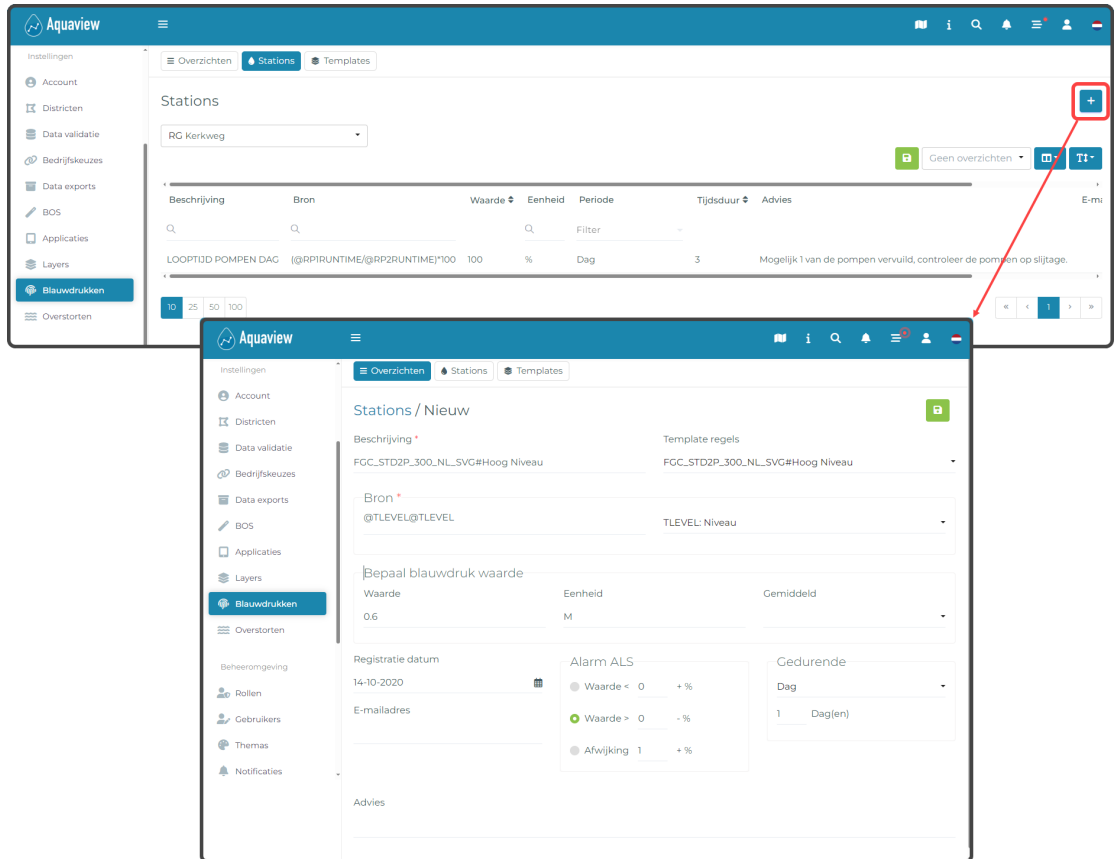 Aquaview
Instellingen
Account
Districten
Data validatie
Bedrijfskeuzes
Data exports
BOS
Applicaties
Layers
Blauwdrukken
Overstorten
Overzichten Stations Templates
Stations
+
RG Kerkweg
Geen overzichten
Beschrijving Bron Waarde Eenheid Periode Tijdsduur Advies E-ma
Filter
LOOPTIJD POMPEN DAG (@RP1RUNTIME/@RP2RUNTIME)*100 100 % Dag 3 Mogelijk 1 van de pompen vervuild, controleer de pompen op slijtage.
10 25 50 100 « ‹ 1 › »
Aquaview
Instellingen
Account
Districten
Data validatie
Bedrijfskeuzes
Data exports
BOS
Applicaties
Layers
Blauwdrukken
Overstorten
Beheeromgeving
Rollen
Gebruikers
Themas
Notificaties
Overzichten Stations Templates
Stations / Nieuw
Beschrijving * Template regels
FGC_STD2P_300_NL_SVG#Hoog Niveau FGC_STD2P_300_NL_SVG#Hoog Niveau
Bron *
@TLEVEL@TLEVEL TLEVEL: Niveau
Bepaal blauwdruk waarde
Waarde Eenheid Gemiddeld
0.6 M
Registratie datum
14-10-2020
E-mailadres
Alarm ALS
Waarde < 0 + %
Waarde > 0 - %
Afwijking 1 + %
Gedurende
Dag
1 Dag(en)
Advies